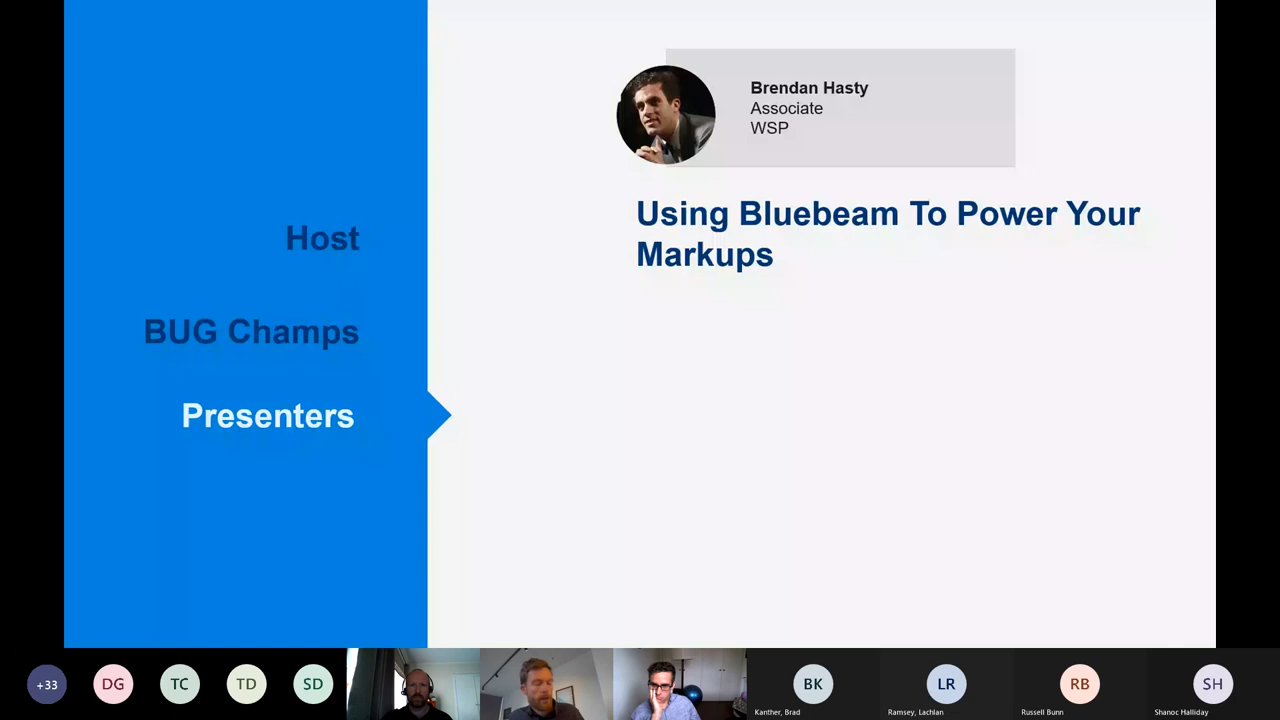 Host
BUG Champs
Presenters
Brendan Hasty
Associate
WSP
Using Bluebeam To Power Your
Markups
+33
DG
TC
TD
SD
BK
Kanther, Brad
LR
Ramsey, Lachlan
RB
Russell Bunn
SH
Shanoc Halliday